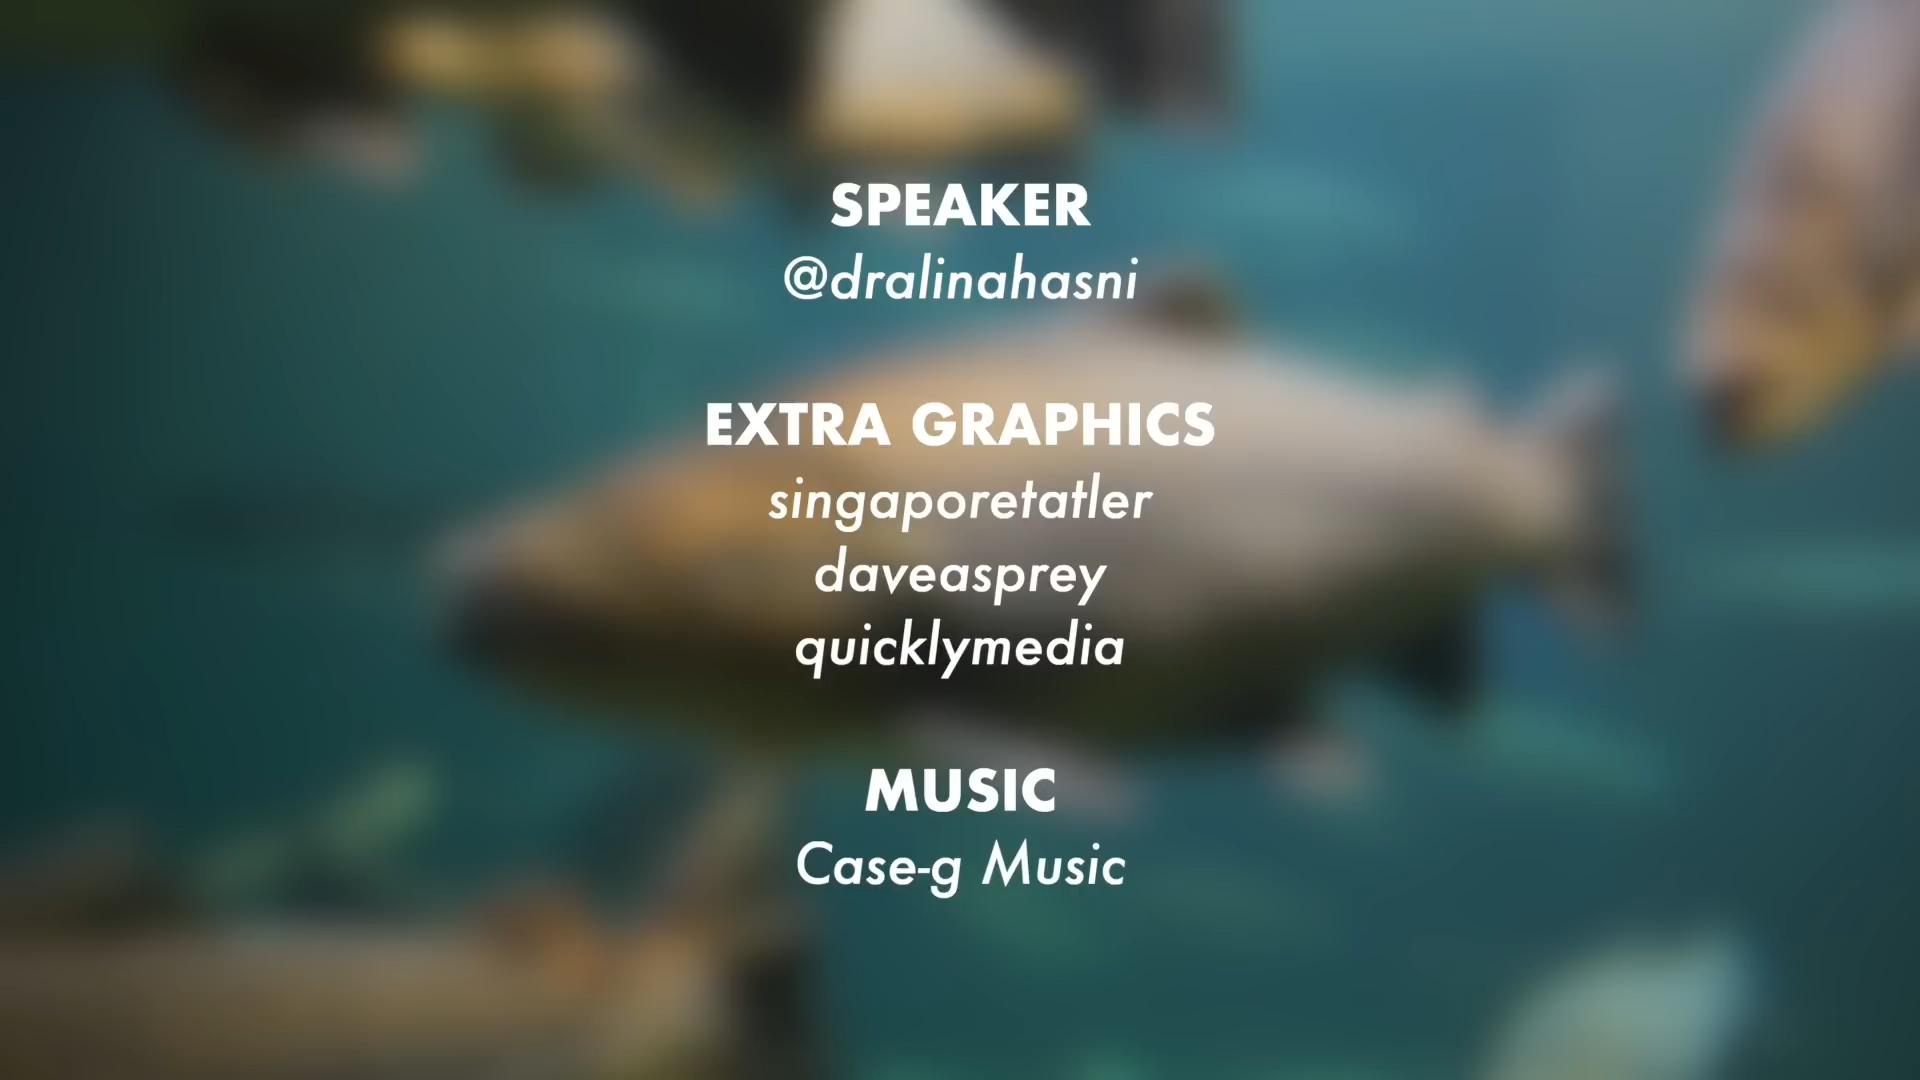 SPEAKER
@dralinahasni
EXTRA GRAPHICS
singaporetatler
daveasprey
quicklymedia
MUSIC
Case-g Music